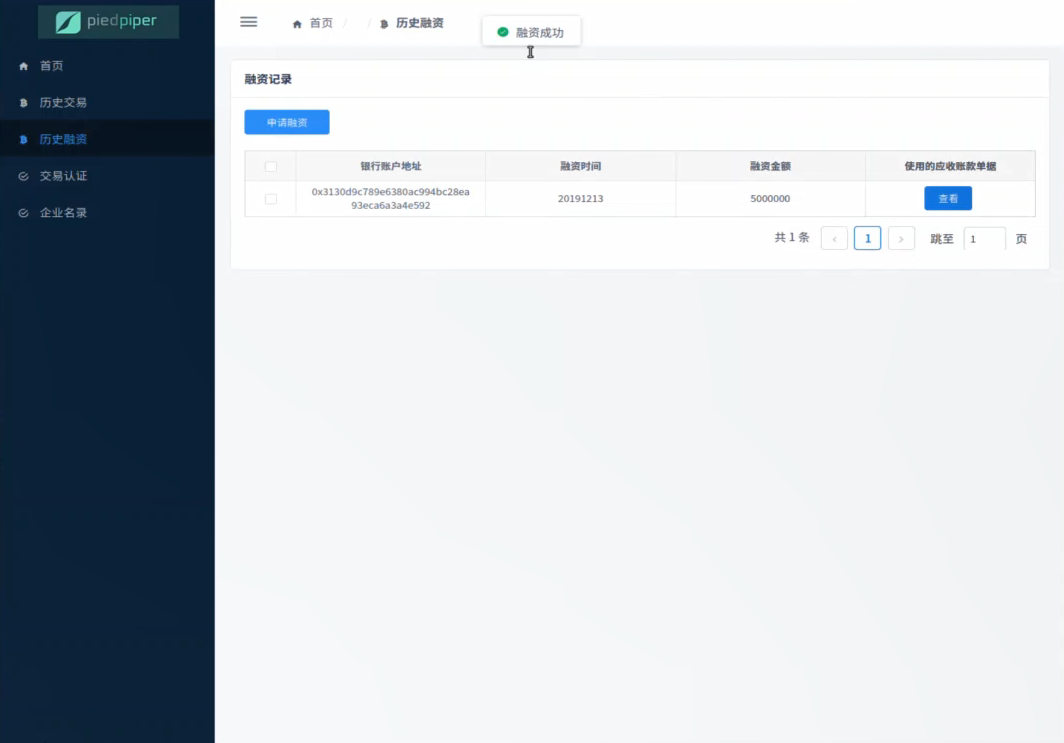 piedpiper
首页
历史交易
历史融资
交易认证
企业名录
首页 / / 历史融资
融资成功
融资记录
申请融资
银行账户地址 融资时间 融资金额 使用的应收账款单据
0x3130d9c789e6380ac994bc28ea
93eca6a3a4e592
20191213 5000000 查看
共 1 条 < 1 > 跳至 1 页